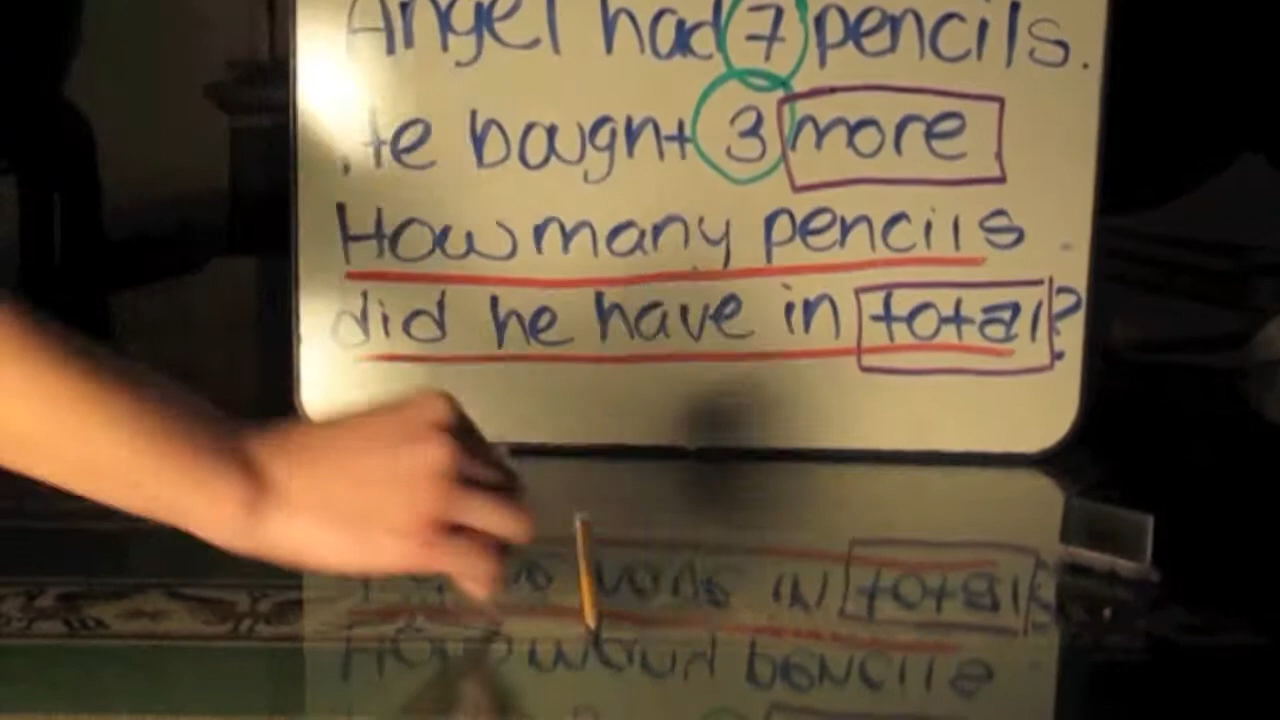 Angel had 7 pencils.
He bought 3 more
How many pencils
did he have in total?